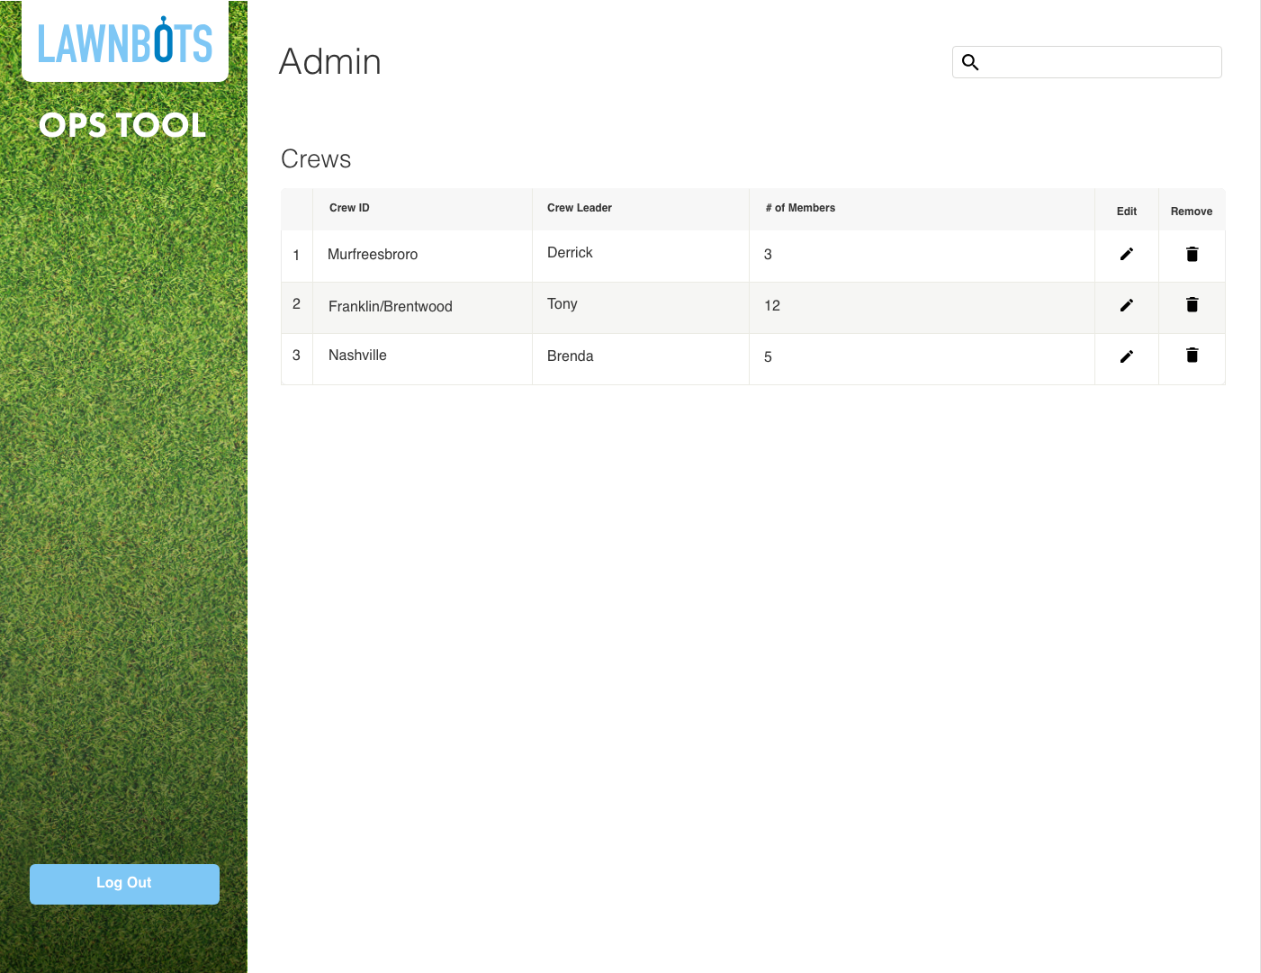 LAWNBOTS
OPS TOOL
Admin
Crews
Crew ID Crew Leader # of Members Edit Remove
1 Murfreesbroro Derrick 3
2 Franklin/Brentwood Tony 12
3 Nashville Brenda 5
Log Out